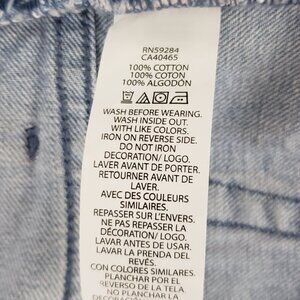 RN59284
CA40465
100% COTTON
100% COTON
100% ALGODÓN
WASH BEFORE WEARING.
WASH INSIDE OUT.
WITH LIKE COLORS.
IRON ON REVERSE SIDE.
DO NOT IRON
DECORATION/ LOGO.
LAVER AVANT DE PORTER.
RETOURNER AVANT DE
LAVER.
AVEC DES COULEURS
SIMILAIRES.
REPASSER SUR L'ENVERS.
NE PAS REPASSER LA
DÉCORATION/ LOGO.
LAVAR ANTES DE USAR.
LAVAR LA PRENDA DEL
REVÉS.
CON COLORES SIMILARES.
PLANCHAR POR EL
REVERSO DE LA TELA.
NO PLANCHAR LA